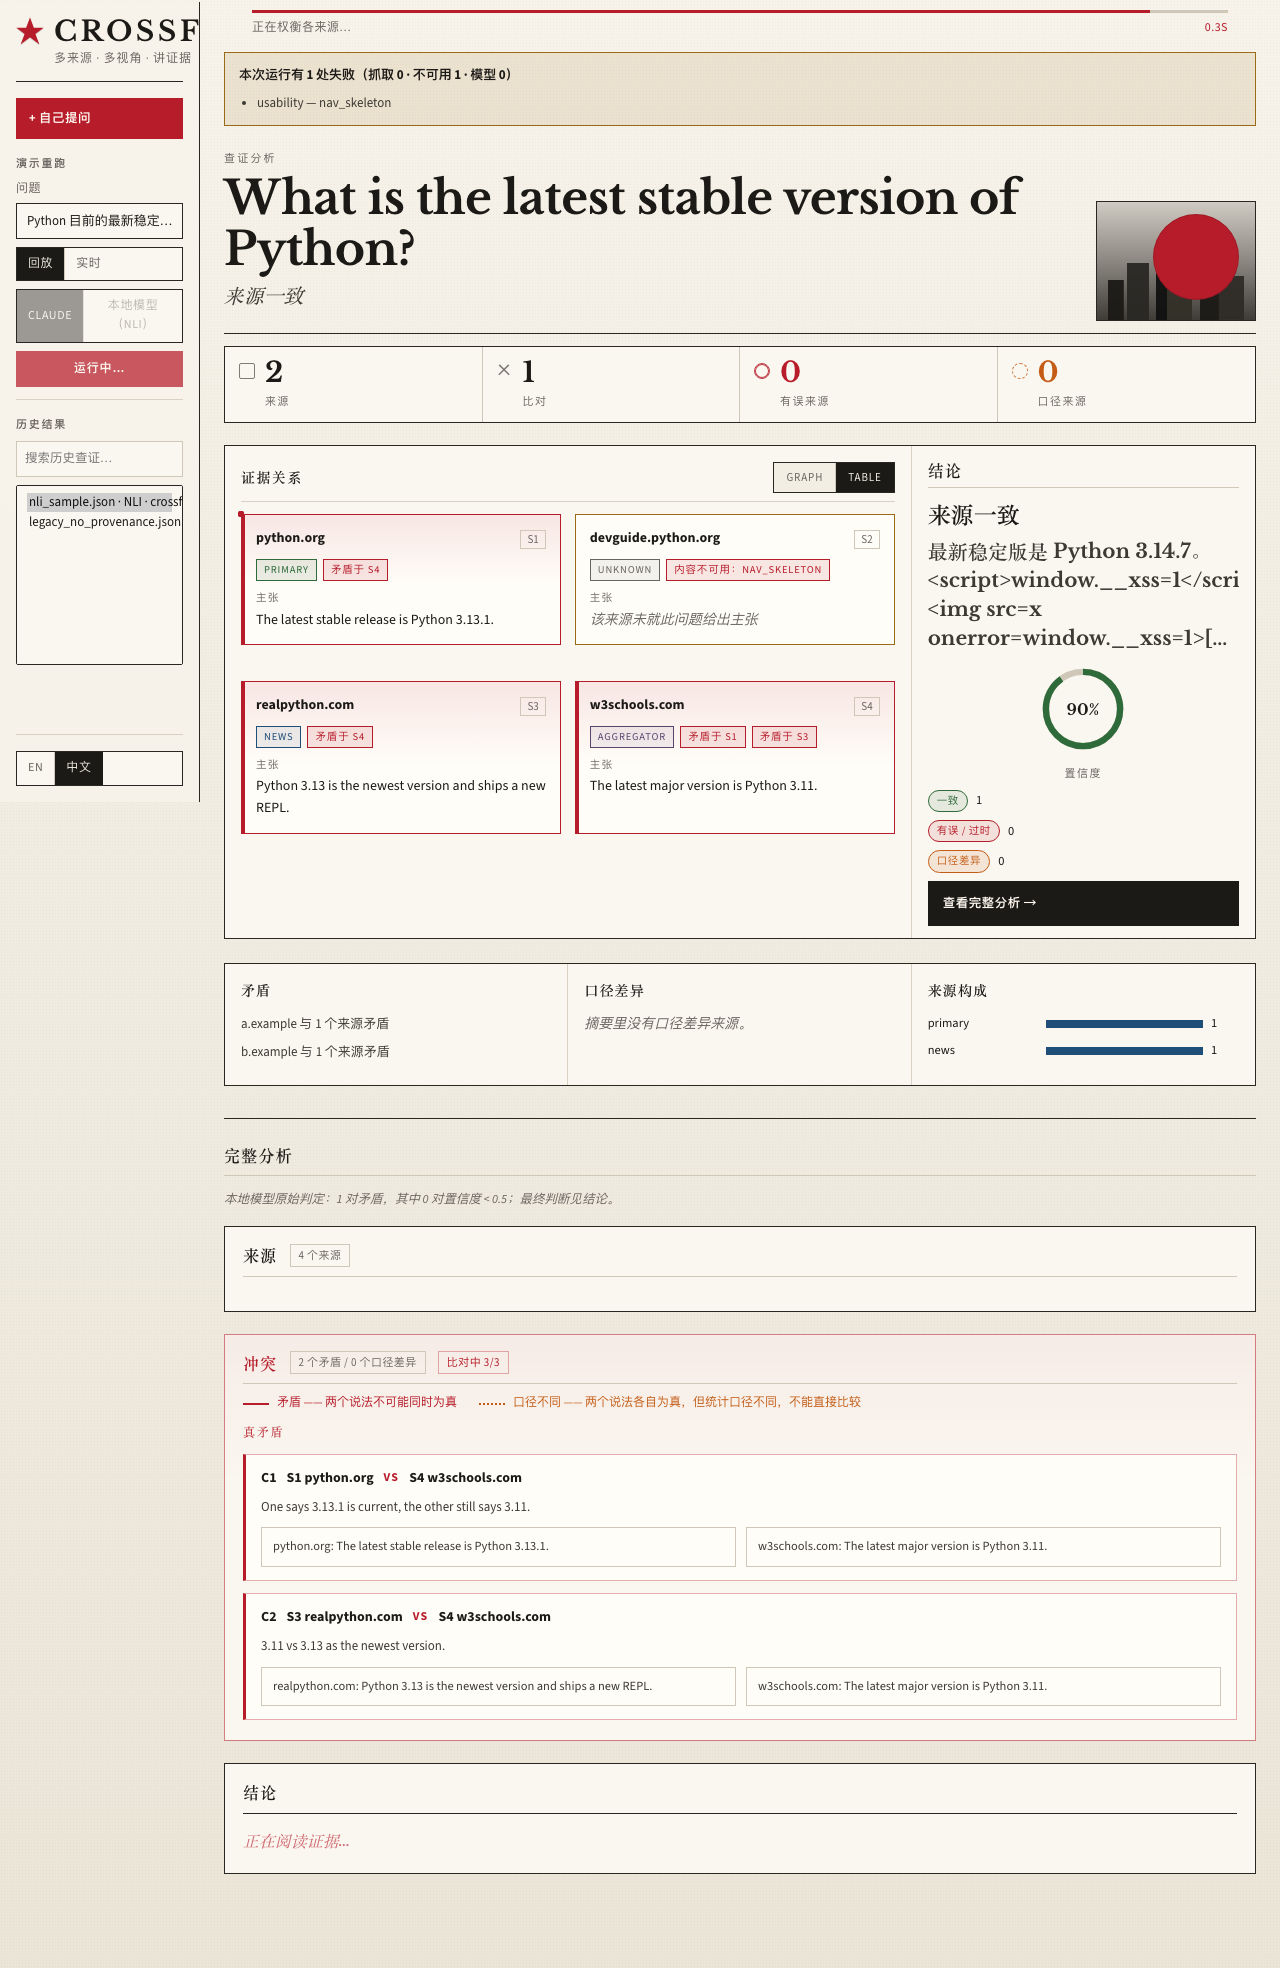 CROSSF
多来源 · 多视角 · 讲证据
+ 自己提问
演示重跑
问题
Python 目前的最新稳定…
回放 实时
CLAUDE 本地模型
（NLI）
运行中…
历史结果
搜索历史查证…
nli_sample.json · NLI · crossf
legacy_no_provenance.json
EN 中文
正在权衡各来源… 0.3S
本次运行有 1 处失败（抓取 0 · 不可用 1 · 模型 0）
• usability — nav_skeleton
查证分析
What is the latest stable version of
Python?
来源一致
2 来源
1 比对
0 有误来源
0 口径来源
证据关系
GRAPH TABLE
python.org S1
PRIMARY 矛盾于 S4
主张
The latest stable release is Python 3.13.1.
devguide.python.org S2
UNKNOWN 内容不可用：NAV_SKELETON
主张
该来源未就此问题给出主张
realpython.com S3
NEWS 矛盾于 S4
主张
Python 3.13 is the newest version and ships a new
REPL.
w3schools.com S4
AGGREGATOR 矛盾于 S1 矛盾于 S3
主张
The latest major version is Python 3.11.
结论
来源一致
最新稳定版是 Python 3.14.7。
<script>window.__xss=1</scri
<img src=x
onerror=window.__xss=1>[…
90%
置信度
一致 1
有误 / 过时 0
口径差异 0
查看完整分析 →
矛盾
a.example 与 1 个来源矛盾
b.example 与 1 个来源矛盾
口径差异
摘要里没有口径差异来源。
来源构成
primary 1
news 1
完整分析
本地模型原始判定：1 对矛盾，其中 0 对置信度 < 0.5；最终判断见结论。
来源 4 个来源
冲突 2 个矛盾 / 0 个口径差异 比对中 3/3
矛盾 —— 两个说法不可能同时为真 口径不同 —— 两个说法各自为真，但统计口径不同，不能直接比较
真矛盾
C1 S1 python.org VS S4 w3schools.com
One says 3.13.1 is current, the other still says 3.11.
python.org: The latest stable release is Python 3.13.1.
w3schools.com: The latest major version is Python 3.11.
C2 S3 realpython.com VS S4 w3schools.com
3.11 vs 3.13 as the newest version.
realpython.com: Python 3.13 is the newest version and ships a new REPL.
w3schools.com: The latest major version is Python 3.11.
结论
正在阅读证据…